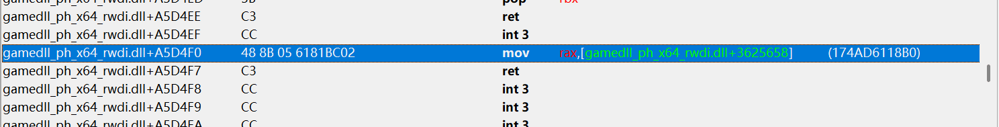 gamedll_ph_x64_rwdi.dll+A5D4ED 5B pop rbx
gamedll_ph_x64_rwdi.dll+A5D4EE C3 ret
gamedll_ph_x64_rwdi.dll+A5D4EF CC int 3
gamedll_ph_x64_rwdi.dll+A5D4F0 48 8B 05 6181BC02 mov rax,[gamedll_ph_x64_rwdi.dll+3625658] (174AD6118B0)
gamedll_ph_x64_rwdi.dll+A5D4F7 C3 ret
gamedll_ph_x64_rwdi.dll+A5D4F8 CC int 3
gamedll_ph_x64_rwdi.dll+A5D4F9 CC int 3
gamedll_ph_x64_rwdi.dll+A5D4FA CC int 3